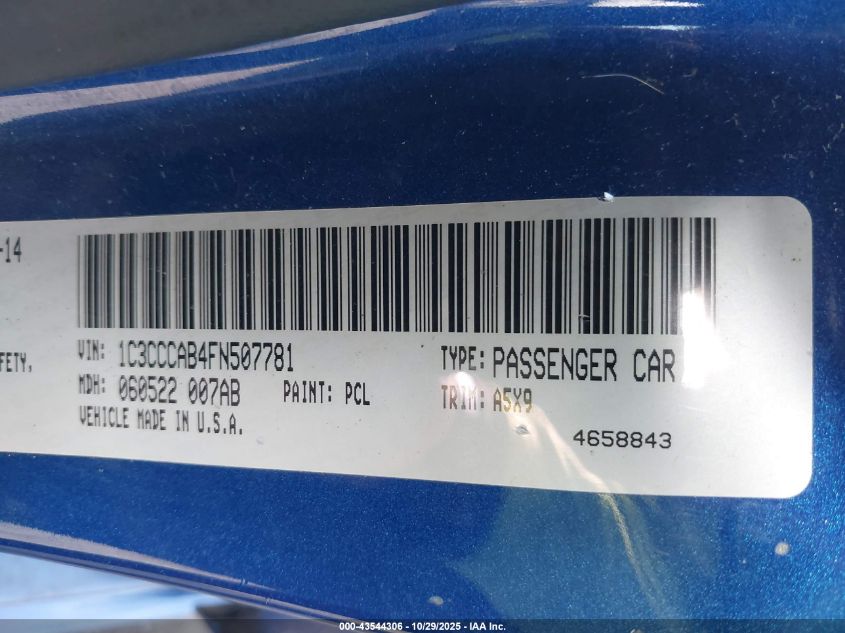 -14
FETY,
VIN: 1C3CCCAB4FN507781
TYPE: PASSENGER CAR
MDH: 060522 007AB
PAINT: PCL
TRIM: A5X9
VEHICLE MADE IN U.S.A.
4658843
000-43544306 - 10/29/2025 - IAA Inc.